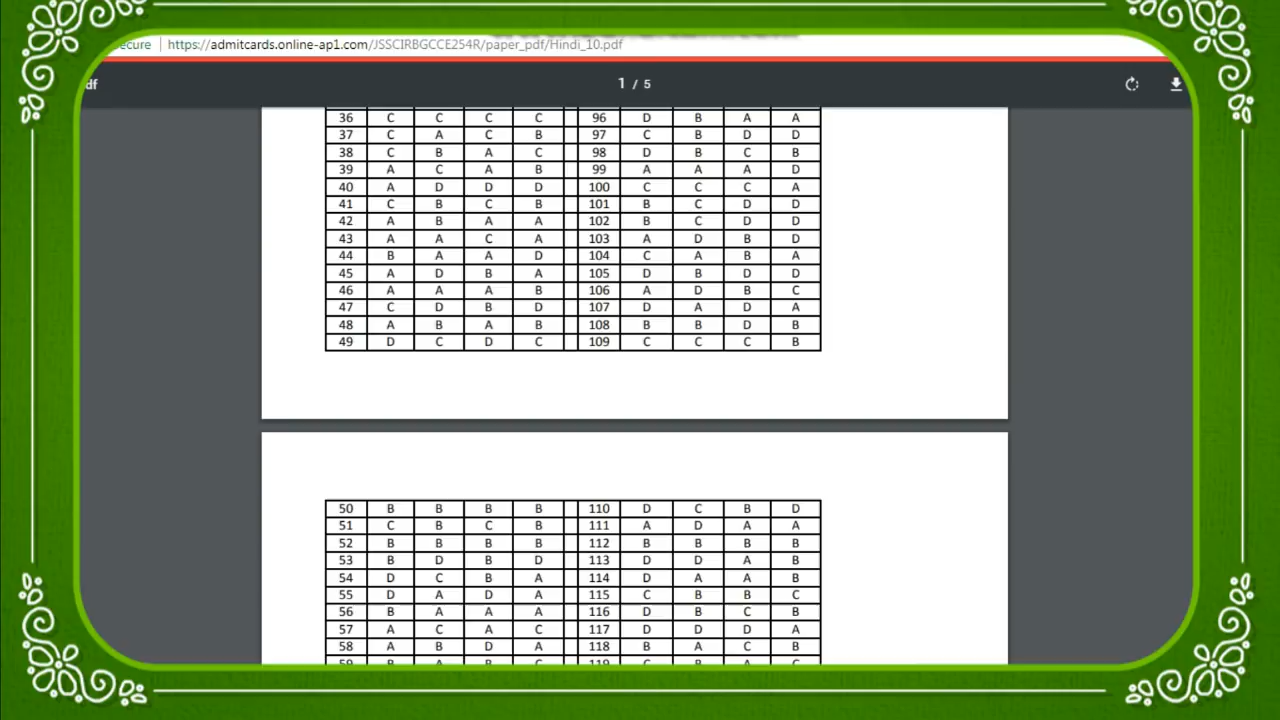 ecure https://admitcards.online-ap1.com/JSSCIRBGCCE254R/paper_pdf/Hindi_10.pdf
df 1 / 5
36 C C C C 96 D B A A
37 C A C B 97 C B D D
38 C B A C 98 D B C B
39 A C A B 99 A A A D
40 A D D D 100 C C C A
41 C B C B 101 B C D D
42 A B A A 102 B C D D
43 A A C A 103 A D B D
44 B A A D 104 C A B A
45 A D B A 105 D B D D
46 A A A B 106 A D B C
47 C D B D 107 D A D A
48 A B A B 108 B B D B
49 D C D C 109 C C C B
50 B B B B 110 D C B D
51 C B C B 111 A D A A
52 B B B B 112 B B B B
53 B D B D 113 D D A B
54 D C B A 114 D A A B
55 D A D A 115 C B B C
56 B A A A 116 D B C B
57 A C A C 117 D D D A
58 A B D A 118 B A C B
59 B A B C 119 C B A C